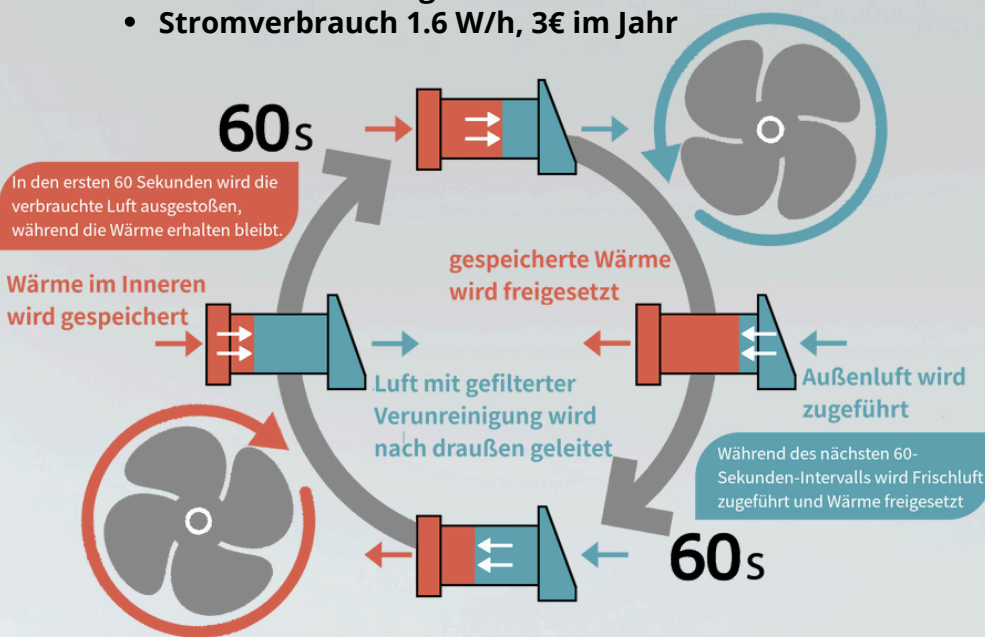 • Stromverbrauch 1.6 W/h, 3€ im Jahr
60s
In den ersten 60 Sekunden wird die
verbrauchte Luft ausgestoßen,
während die Wärme erhalten bleibt.
gespeicherte Wärme
wird freigesetzt
Wärme im Inneren
wird gespeichert
Luft mit gefilterter
Verunreinigung wird
nach draußen geleitet
Außenluft wird
zugeführt
Während des nächsten 60-
Sekunden-Intervalls wird Frischluft
zugeführt und Wärme freigesetzt
60s